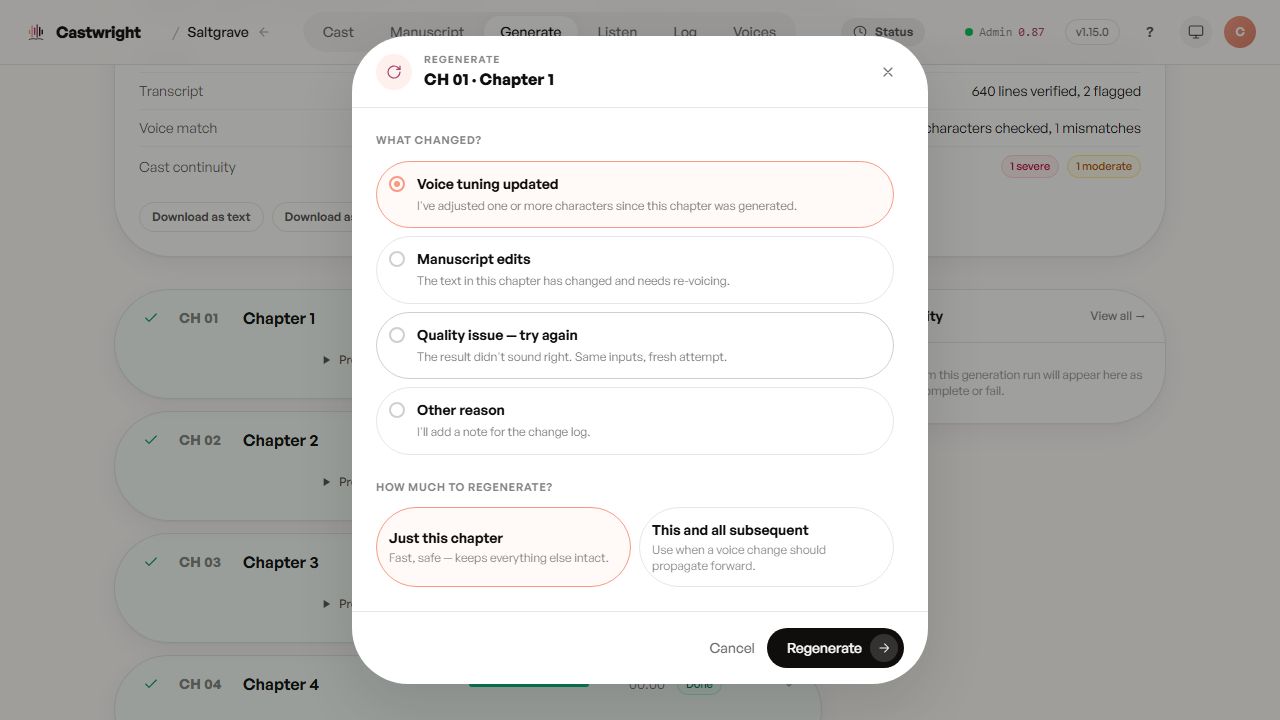 Castwright
/ Saltgrave ←
Cast
Manuscript
Generate
Listen
Log
Voices
Status
Admin 0.87
v1.15.0
?
C
REGENERATE
CH 01 · Chapter 1
Transcript
640 lines verified, 2 flagged
Voice match
characters checked, 1 mismatches
Cast continuity
1 severe
1 moderate
Download as text
Download as
WHAT CHANGED?
Voice tuning updated
I've adjusted one or more characters since this chapter was generated.
Manuscript edits
The text in this chapter has changed and needs re-voicing.
Quality issue — try again
The result didn't sound right. Same inputs, fresh attempt.
Other reason
I'll add a note for the change log.
HOW MUCH TO REGENERATE?
Just this chapter
Fast, safe — keeps everything else intact.
This and all subsequent
Use when a voice change should
propagate forward.
Cancel
Regenerate
CH 01
Chapter 1
CH 02
Chapter 2
CH 03
Chapter 3
CH 04
Chapter 4
00:00
Done
View all →
this generation run will appear here as
or fail.